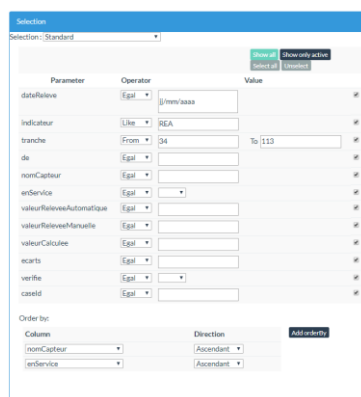 Selection
Selection: Standard
Show all Show only active
Select all Unselect
Parameter Operator Value
dateReleve Egal jj/mm/aaaa
indicateur Like REA
tranche From 34 To 113
de Egal
nomCapteur Egal
enService Egal
valeurReleveeAutomatique Egal
valeurReleveeManuelle Egal
valeurCalculee Egal
ecarts Egal
verifie Egal
caseId Egal
Order by:
Column Direction Add orderBy
nomCapteur Ascendant
enService Ascendant